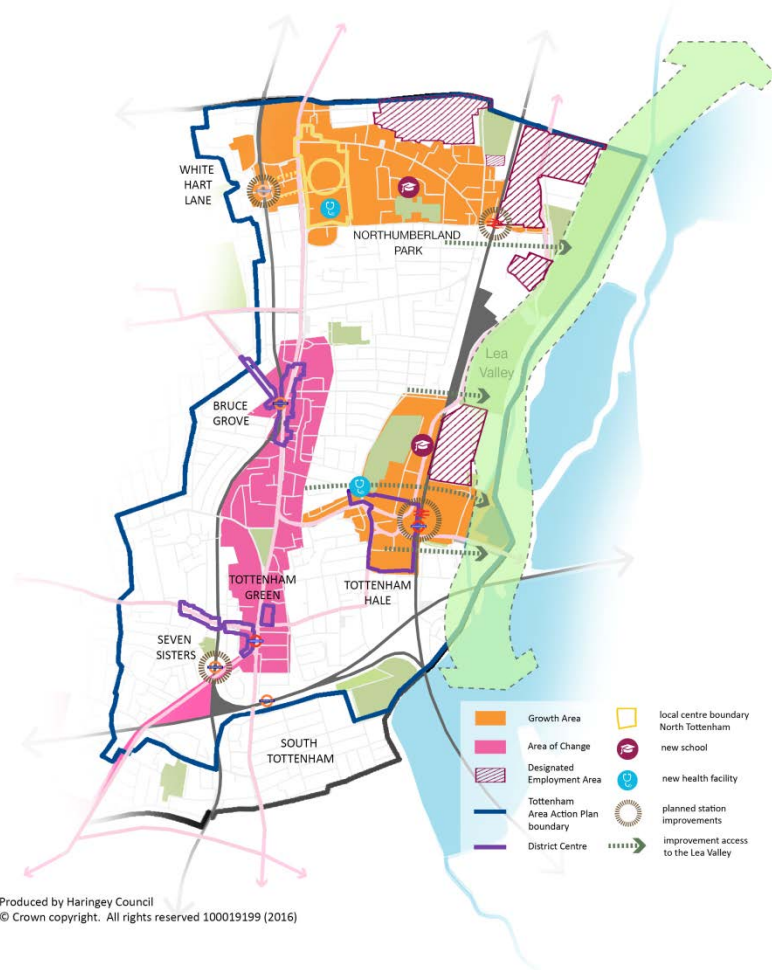 WHITE
HART
LANE
NORTHUMBERLAND
PARK
Lea
Valley
BRUCE
GROVE
TOTTENHAM
GREEN
TOTTENHAM
HALE
SEVEN
SISTERS
SOUTH
TOTTENHAM
Growth Area
Area of Change
Designated
Employment Area
Tottenham
Area Action Plan
boundary
District Centre
local centre boundary
North Tottenham
new school
new health facility
planned station
improvements
improvement access
to the Lea Valley
Produced by Haringey Council
© Crown copyright. All rights reserved 100019199 (2016)